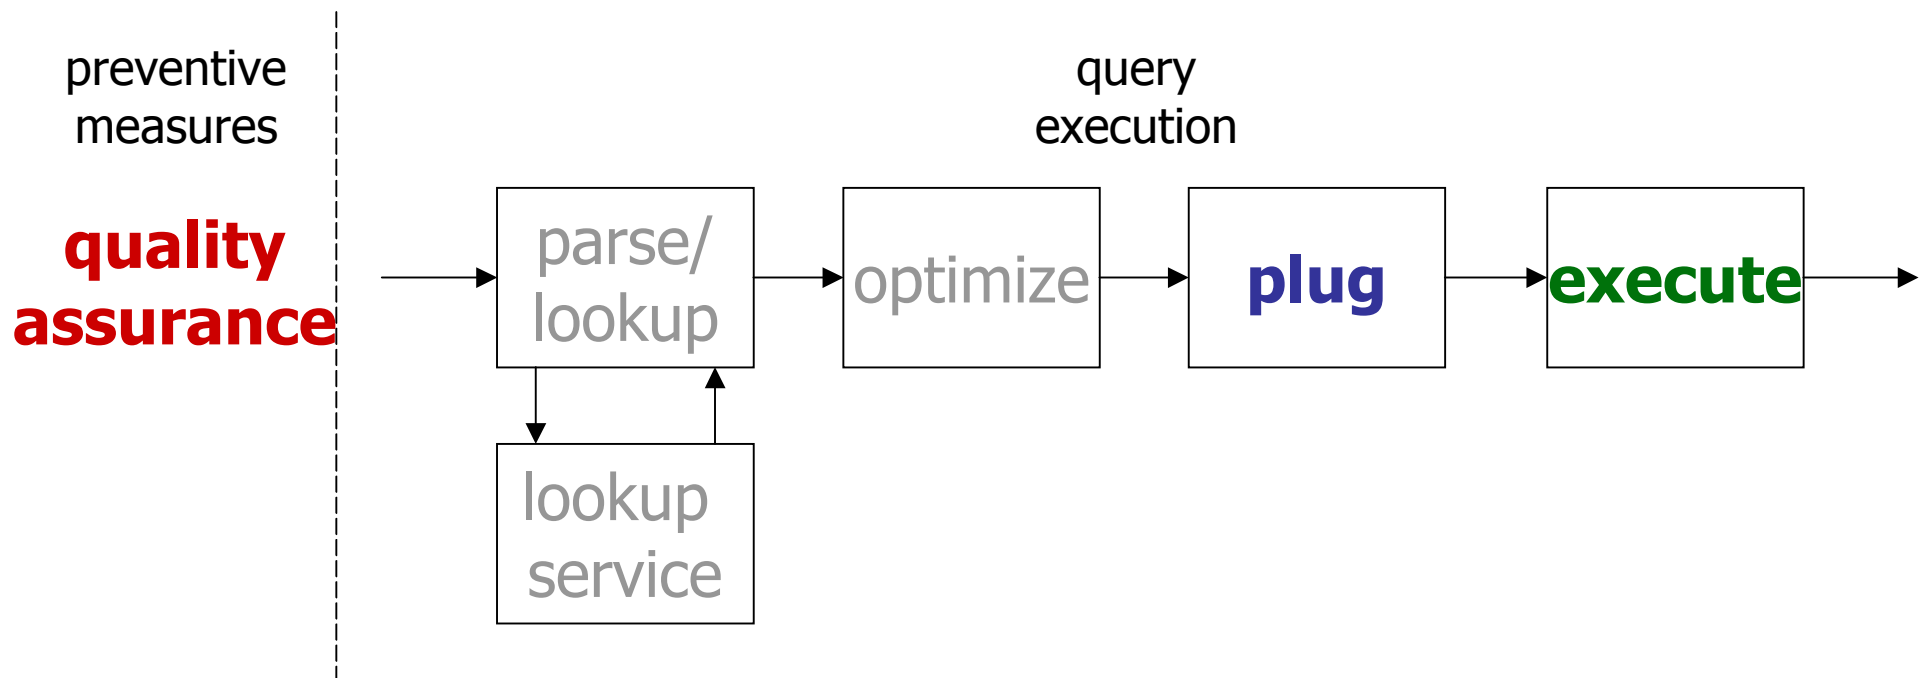 preventive
measures
quality
assurance
query
execution
parse/
lookup
optimize
plug
execute
lookup
service